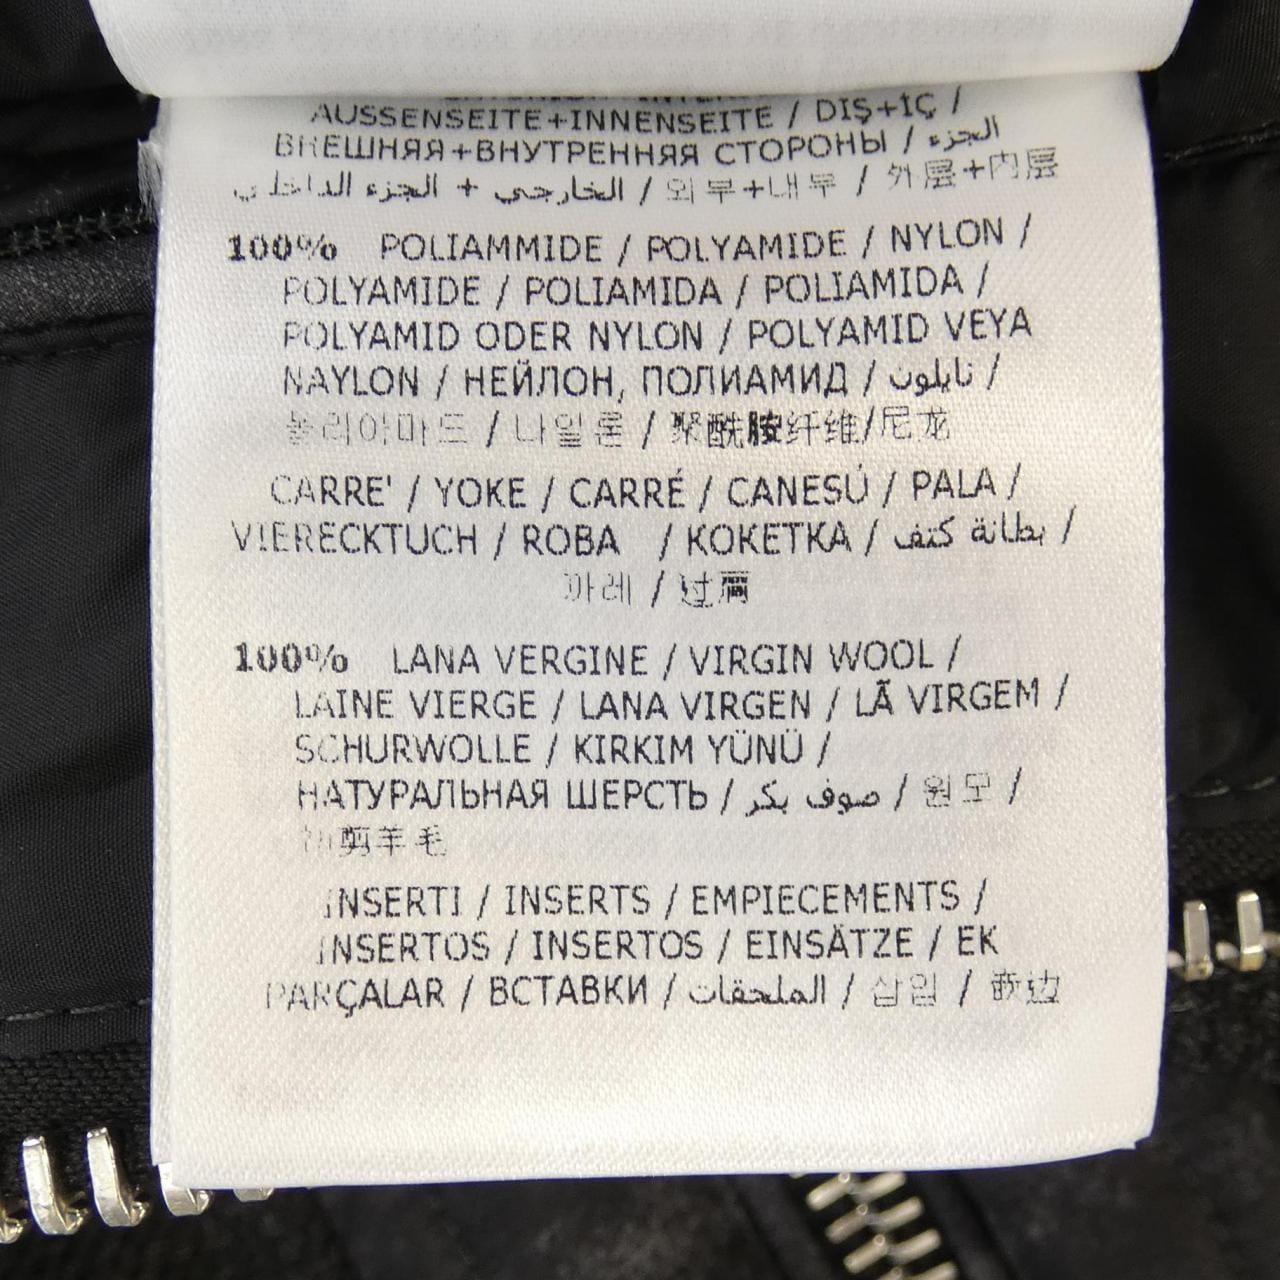 AUSSENSEITE+INNENSEITE / DIŞ+İÇ /
ВНЕШНЯЯ+ВНУТРЕННЯЯ СТОРОНЫ / الجزء
الخارجي + الجزء الداخلي / 외부+내부 / 外层+内层
100% POLIAMMIDE / POLYAMIDE / NYLON /
POLYAMIDE / POLIAMIDA / POLIAMIDA /
POLYAMID ODER NYLON / POLYAMID VEYA
NAYLON / НЕЙЛОН, ПОЛИАМИД / نايلون /
폴리아마드 / 나일론 / 聚酰胺纤维/尼龙
CARRE' / YOKE / CARRÉ / CANESÚ / PALA /
VIERECKTUCH / ROBA / КОКЕТКА / بطانة كتف /
까레 / 过肩
100% LANA VERGINE / VIRGIN WOOL /
LAINE VIERGE / LANA VIRGEN / LÃ VIRGEM /
SCHURWOLLE / KIRKIM YÜNÜ /
НАТУРАЛЬНАЯ ШЕРСТЬ / صوف بكر / 원모 /
初剪羊毛
INSERTI / INSERTS / EMPIECEMENTS /
INSERTOS / INSERTOS / EINSÄTZE / EK
PARÇALAR / ВСТАВКИ / الملحقات / 삽입 / 嵌边